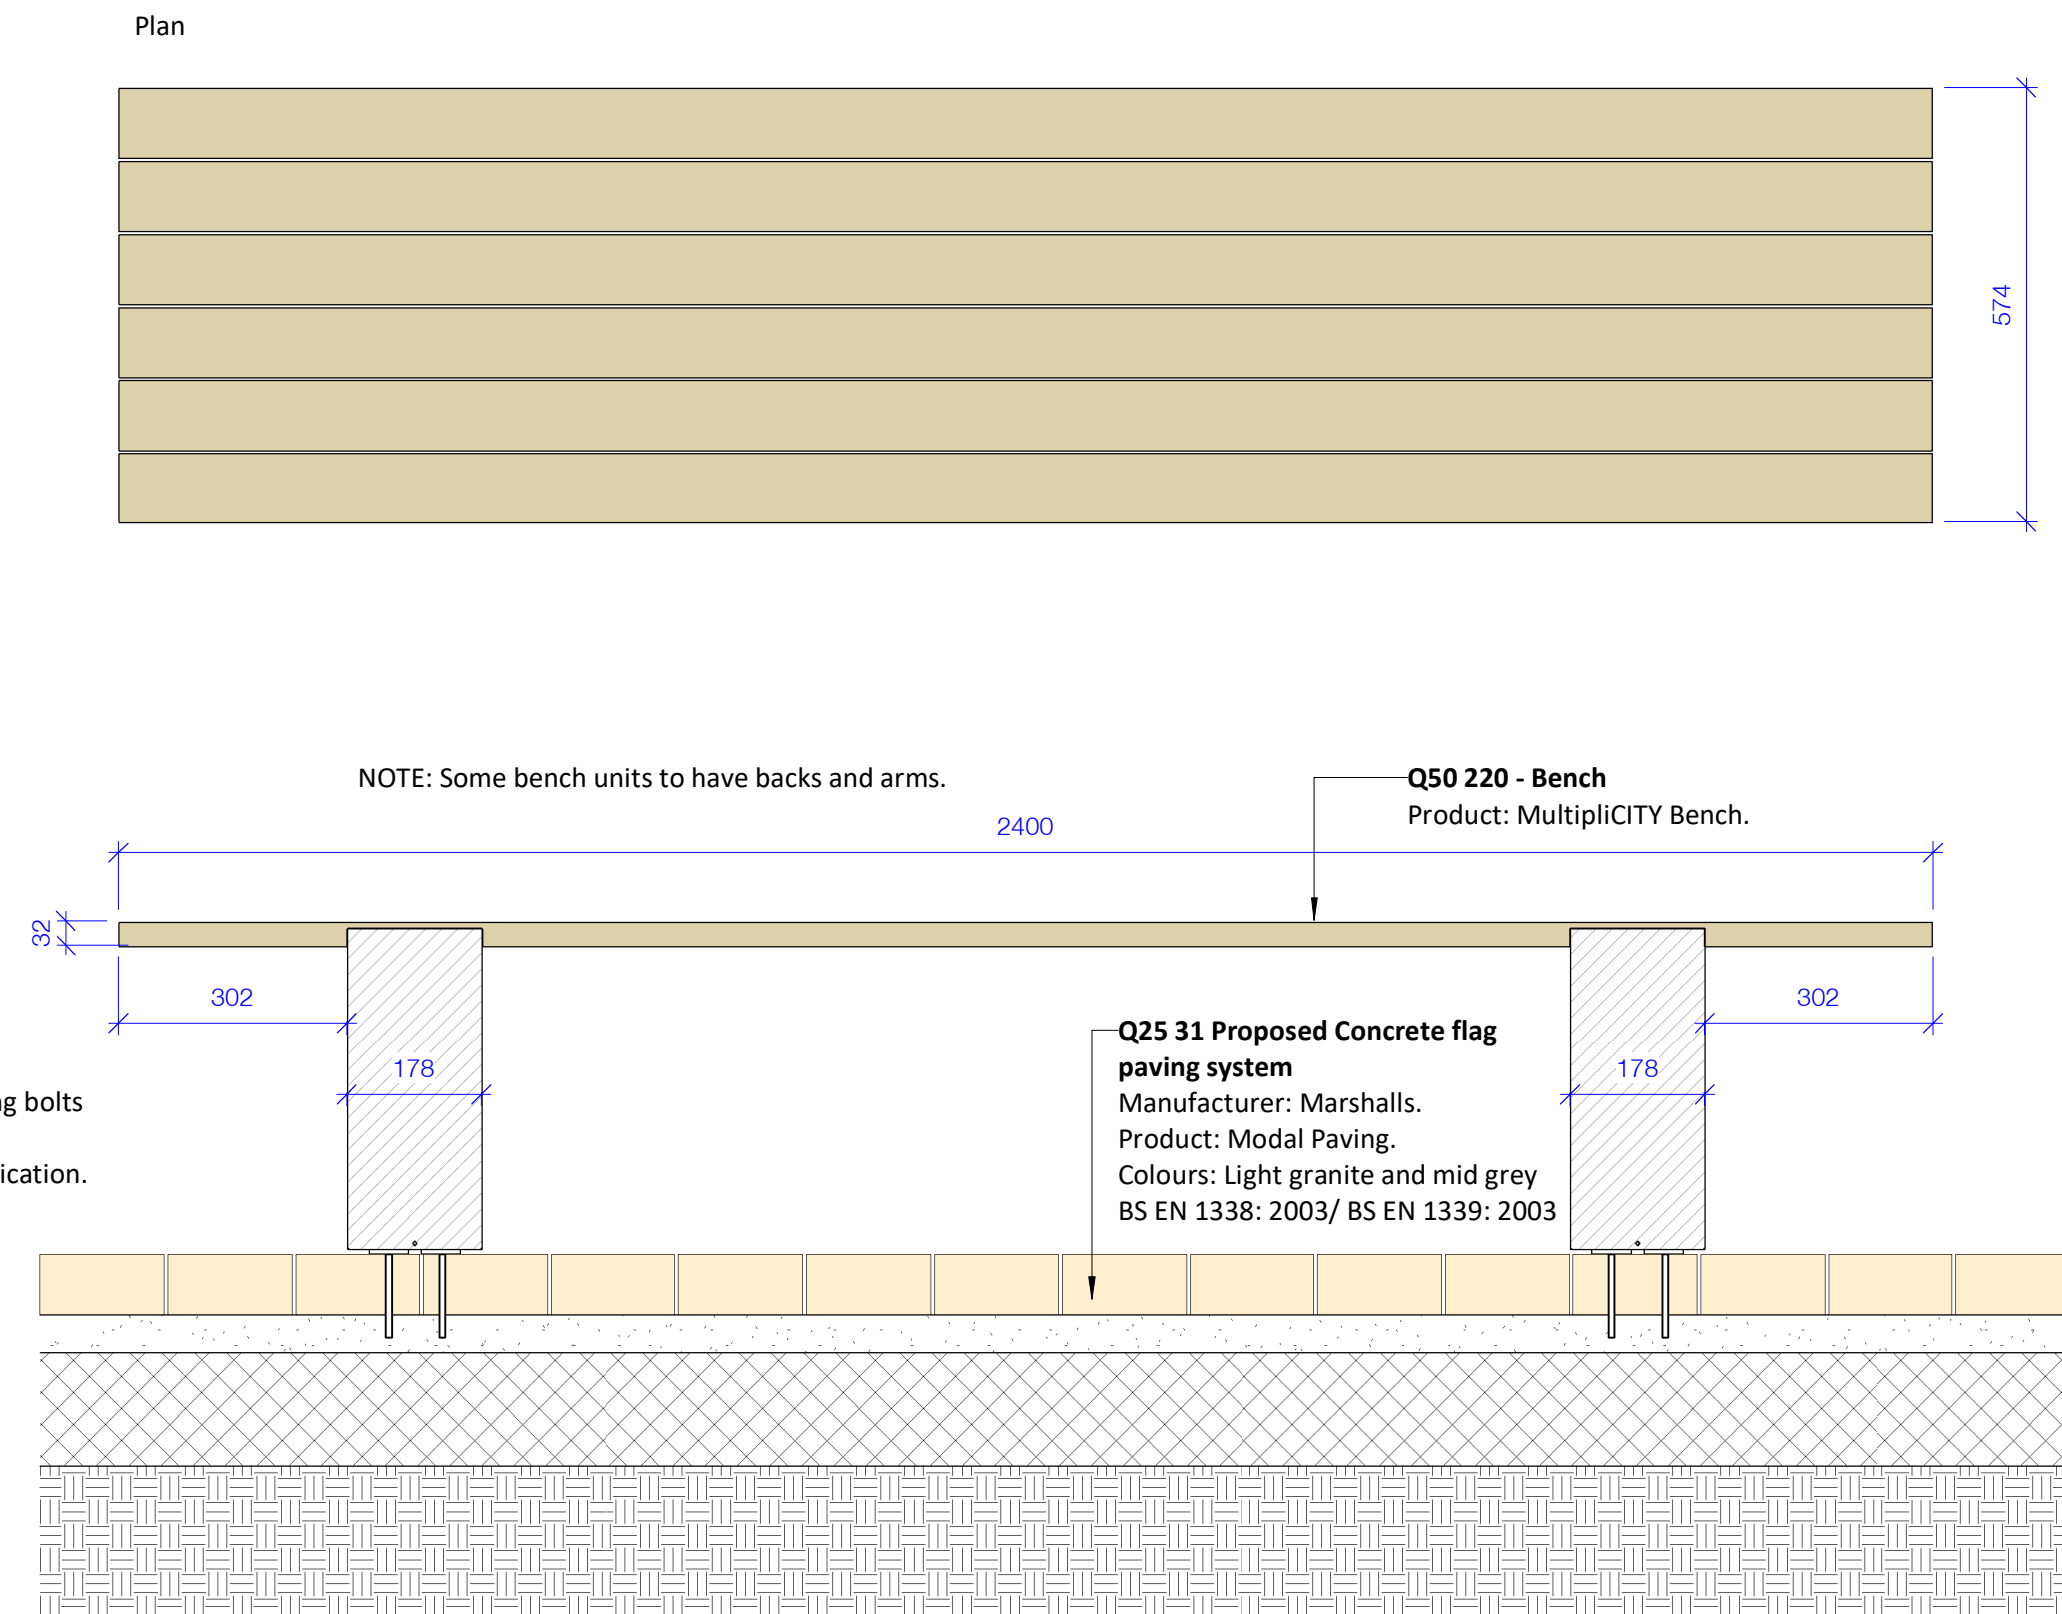 Plan
574
NOTE: Some bench units to have backs and arms.
Q50 220 - Bench
Product: MultipliCITY Bench.
2400
32
302
302
Q25 31 Proposed Concrete flag
paving system
Manufacturer: Marshalls.
Product: Modal Paving.
Colours: Light granite and mid grey
BS EN 1338: 2003/ BS EN 1339: 2003
178
178
bolts